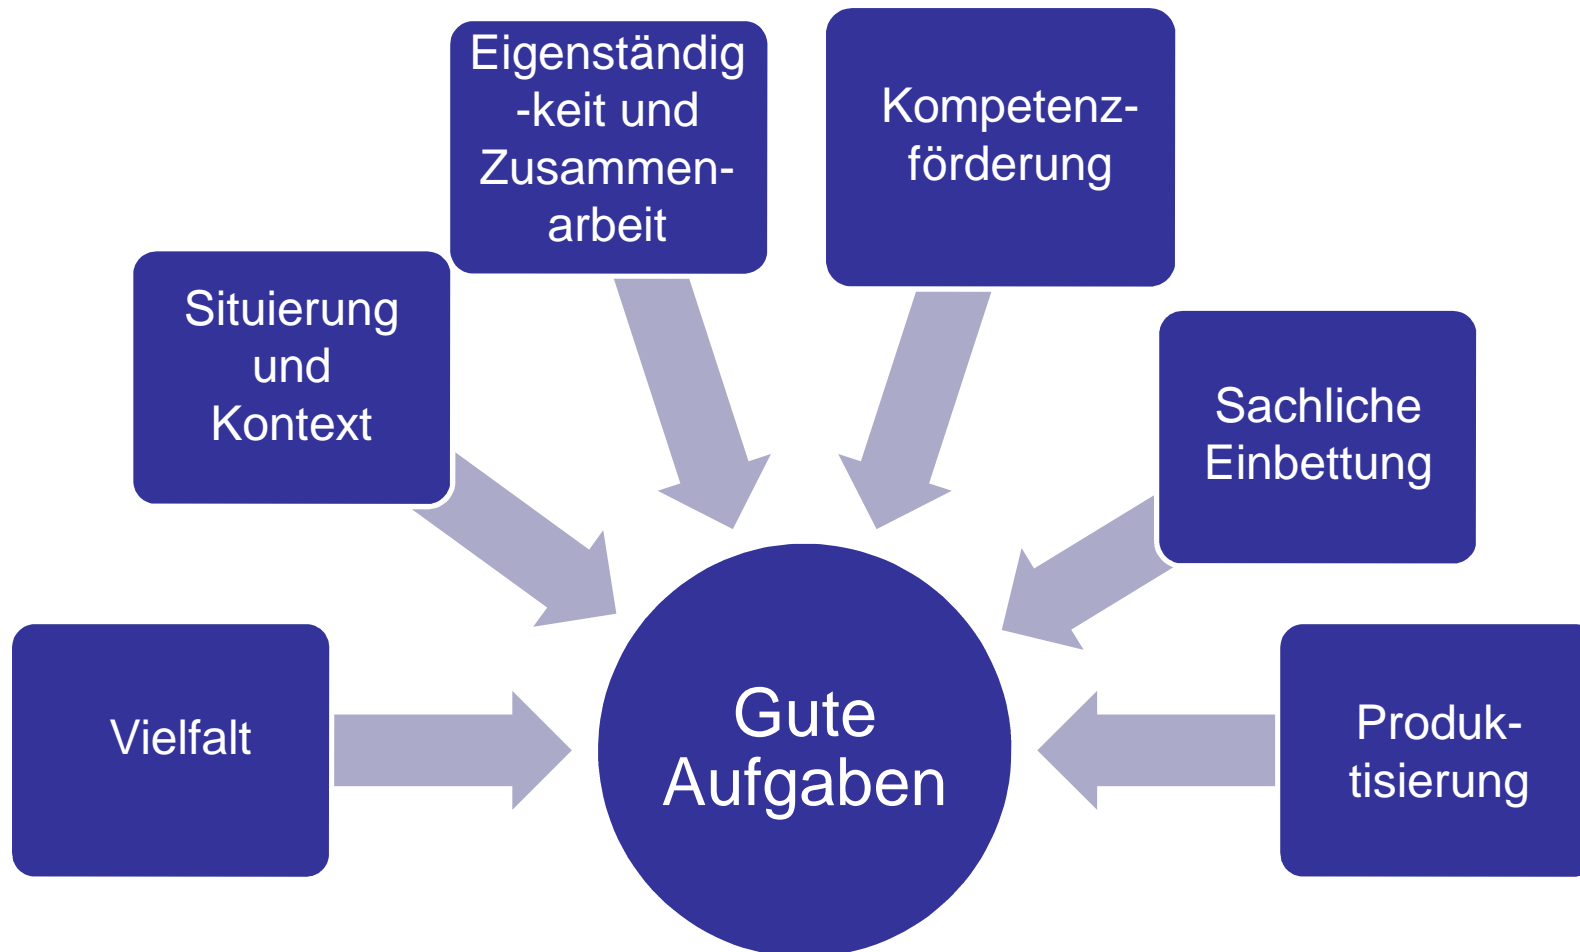 Eigenständig
-keit und
Zusammen-
arbeit
Kompetenz-
förderung
Situierung
und
Kontext
Sachliche
Einbettung
Vielfalt
Gute
Aufgaben
Produk-
tisierung